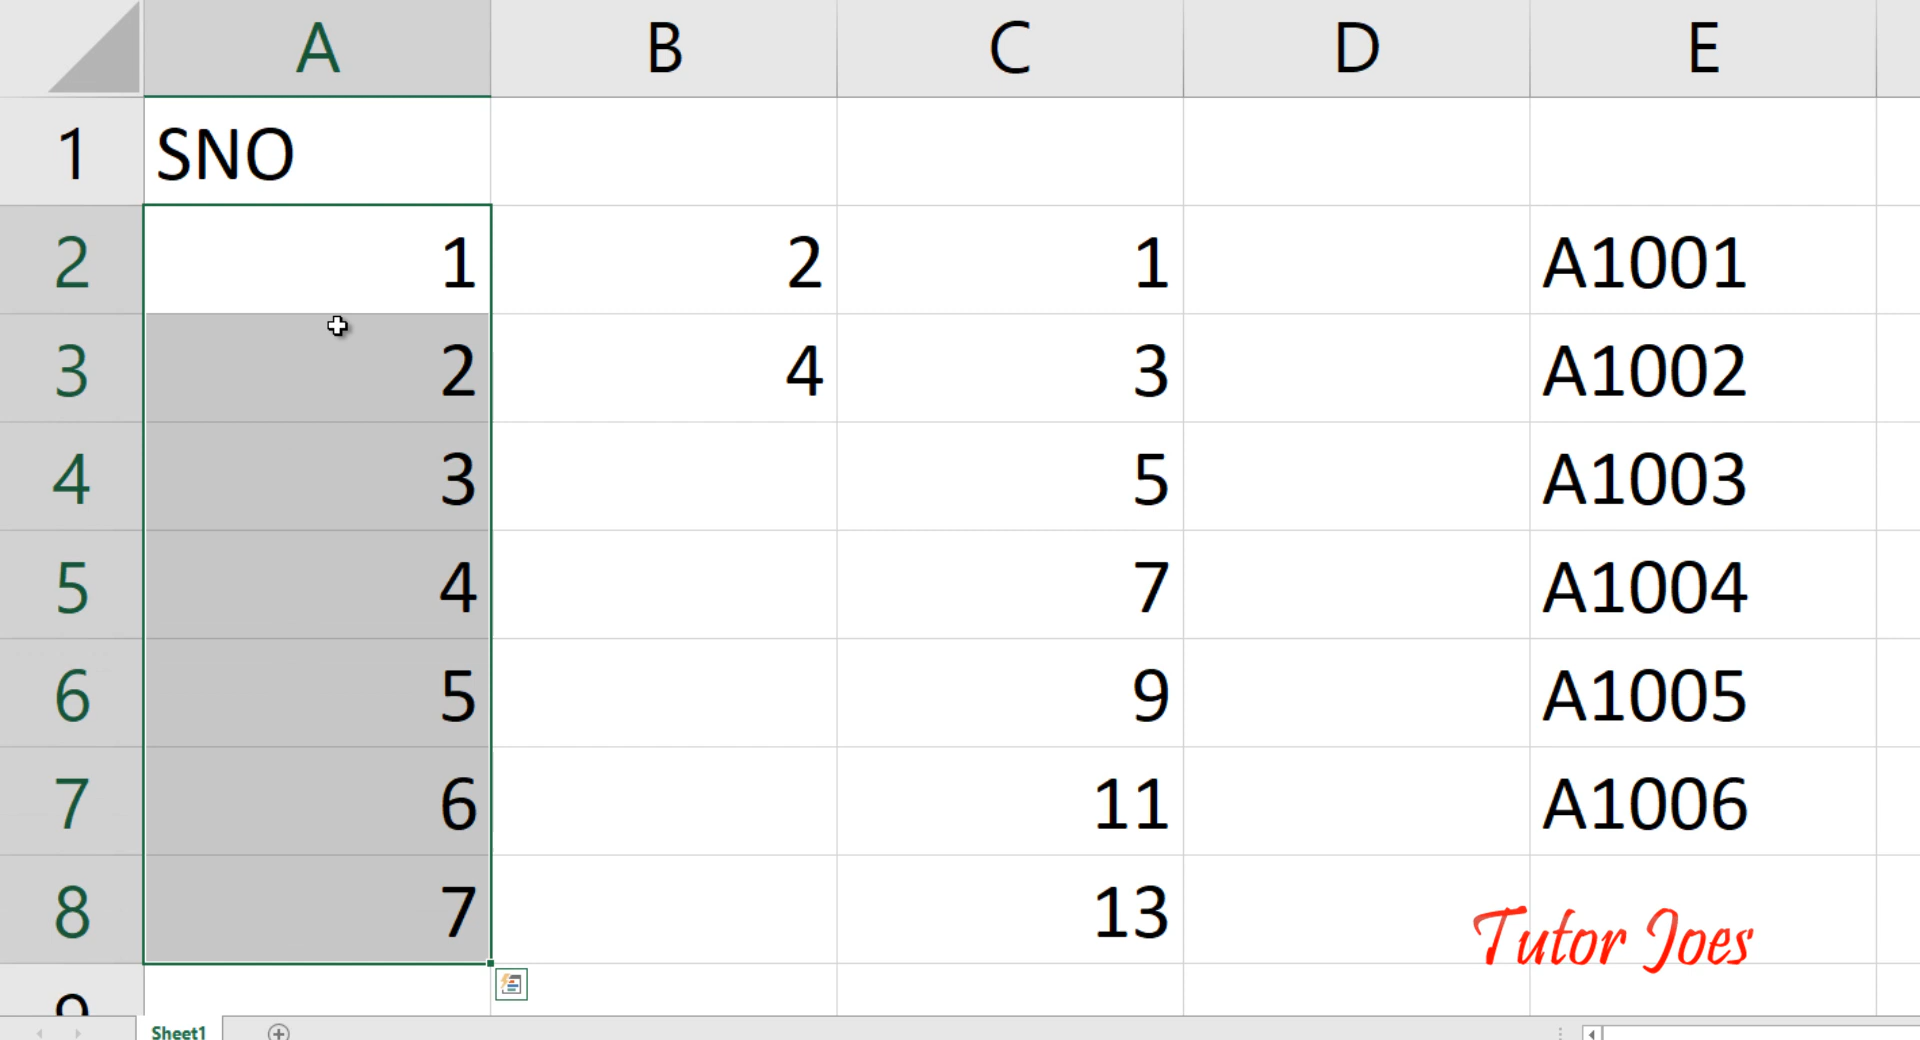 A B C D E
1 SNO
2 1 2 1 A1001
3 2 4 3 A1002
4 3 5 A1003
5 4 7 A1004
6 5 9 A1005
7 6 11 A1006
8 7 13
Tutor Joes
9
Sheet1